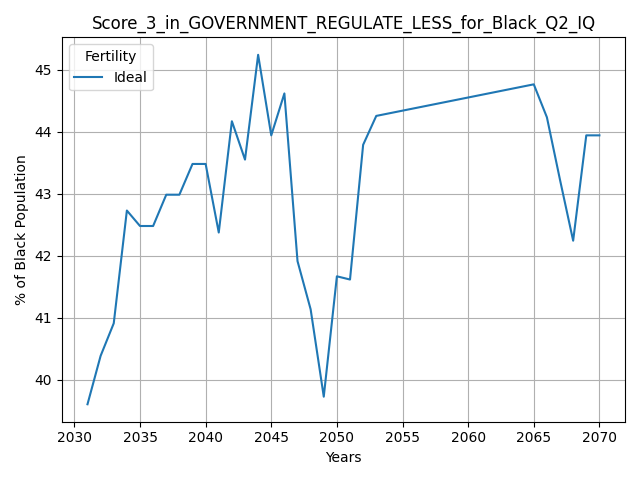 Score_3_in_GOVERNMENT_REGULATE_LESS_for_Black_Q2_IQ
Fertility
Ideal
% of Black Population
45
44
43
42
41
40
2030 2035 2040 2045 2050 2055 2060 2065 2070
Years